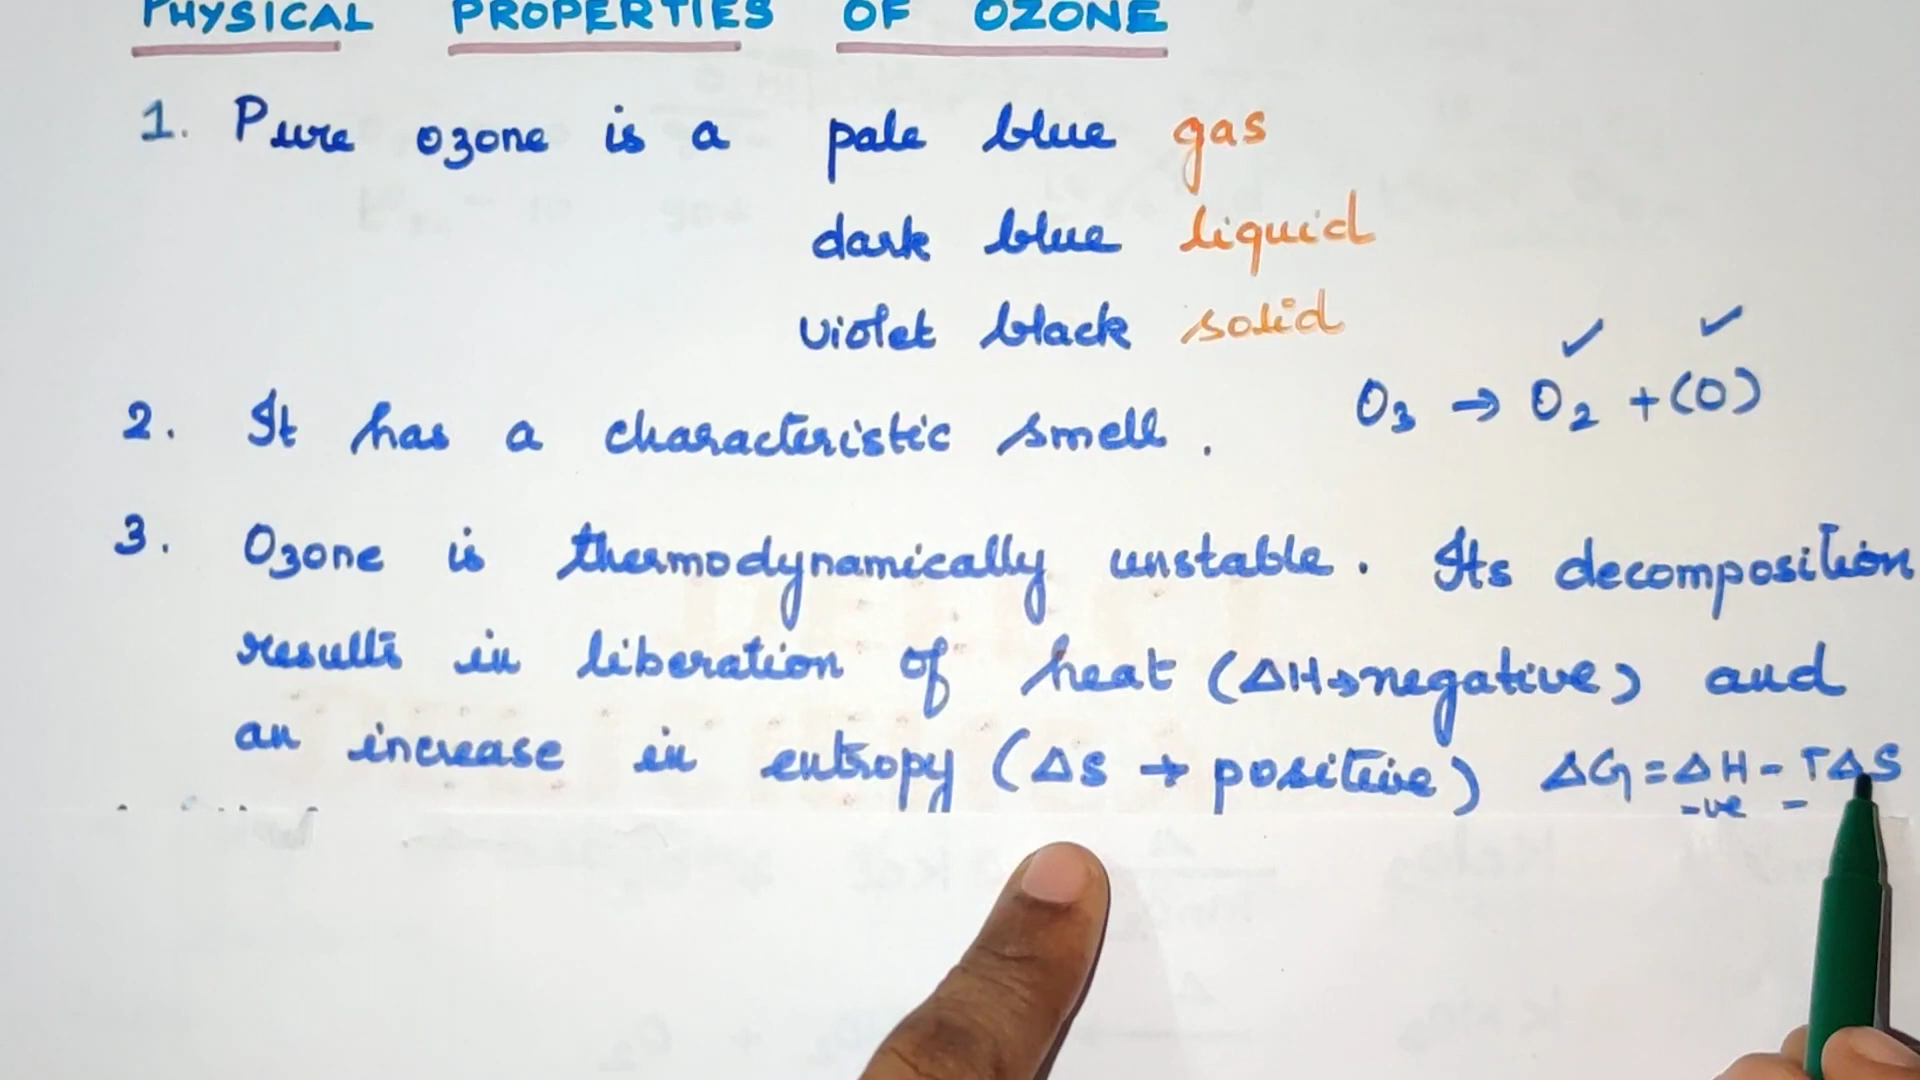 PHYSICAL PROPERTIES OF OZONE
1. Pure ozone is a pale blue gas
dark blue liquid
violet black solid
2. It has a characteristic smell.
O₃ → O₂ + (O)
3. Ozone is thermodynamically unstable. Its decomposition
results in liberation of heat (ΔH→negative) and
an increase in entropy (ΔS → positive) ΔG = ΔH - TΔS
-ve -